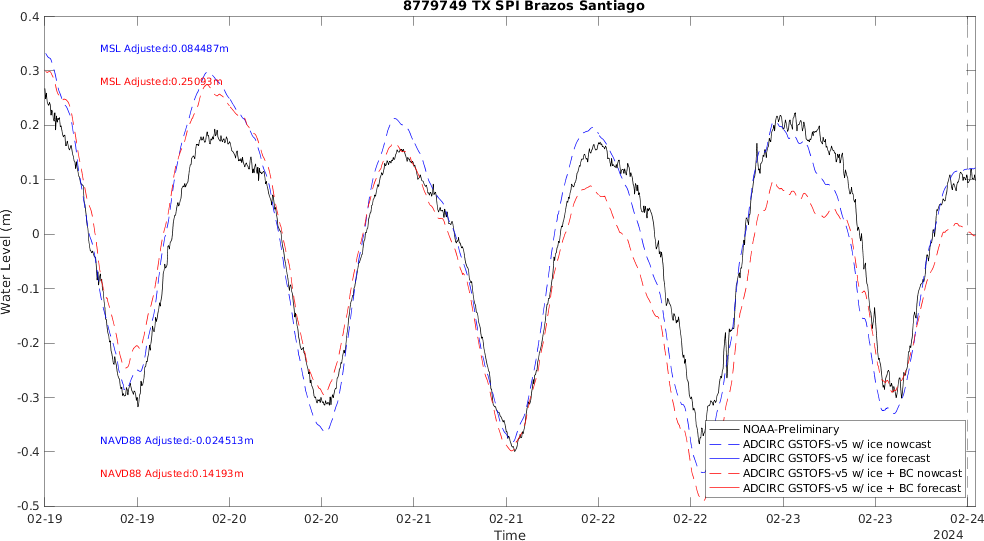 8779749 TX SPI Brazos Santiago
0.4
0.3
0.2
0.1
0
-0.1
-0.2
-0.3
-0.4
-0.5
Water Level (m)
MSL Adjusted:0.084487m
MSL Adjusted:0.25093m
NAVD88 Adjusted:-0.024513m
NAVD88 Adjusted:0.14193m
NOAA-Preliminary
ADCIRC GSTOFS-v5 w/ ice nowcast
ADCIRC GSTOFS-v5 w/ ice forecast
ADCIRC GSTOFS-v5 w/ ice + BC nowcast
ADCIRC GSTOFS-v5 w/ ice + BC forecast
02-19 02-19 02-20 02-20 02-21 02-21 02-22 02-22 02-23 02-23 02-24
Time
2024